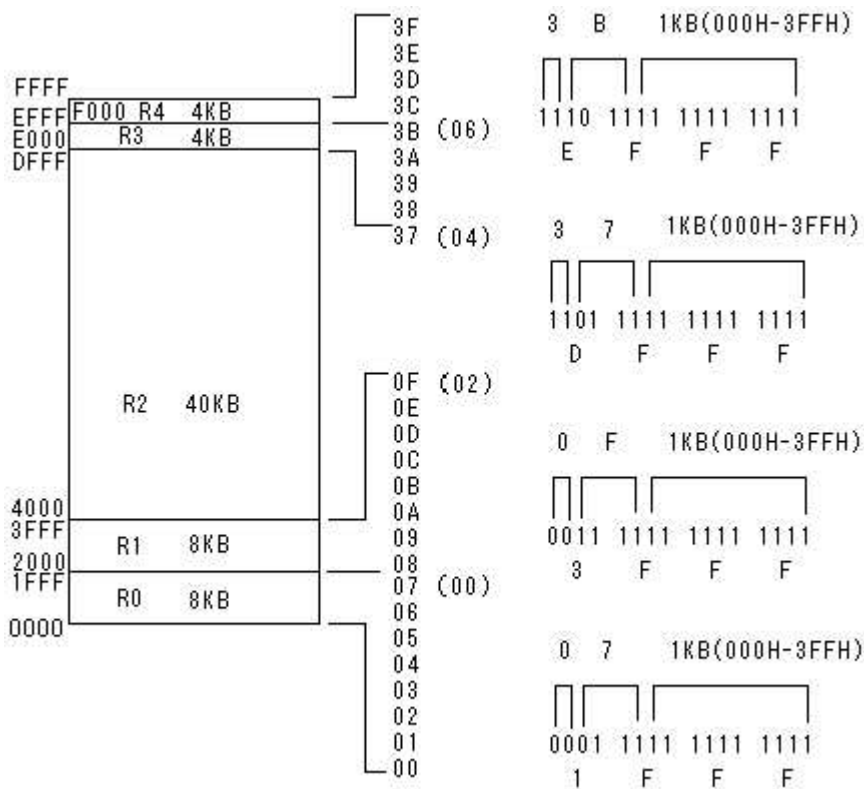 FFFF
F000 R4 4KB
EFFF
E000
R3 4KB
DFFF
R2 40KB
4000
3FFF
R1 8KB
2000
1FFF
R0 8KB
0000
3F
3E
3D
3C
3B (06)
3A
39
38
37 (04)
0F (02)
0E
0D
0C
0B
0A
09
08
07 (00)
06
05
04
03
02
01
00
3 B 1KB(000H-3FFH)
1110 1111 1111 1111
E F F F
3 7 1KB(000H-3FFH)
1101 1111 1111 1111
D F F F
0 F 1KB(000H-3FFH)
0011 1111 1111 1111
3 F F F
0 7 1KB(000H-3FFH)
0001 1111 1111 1111
1 F F F